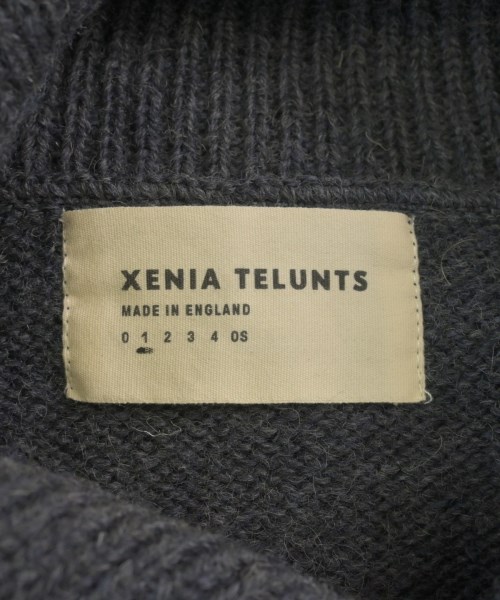 XENIA TELUNTS
MADE IN ENGLAND
0 1 2 3 4 OS